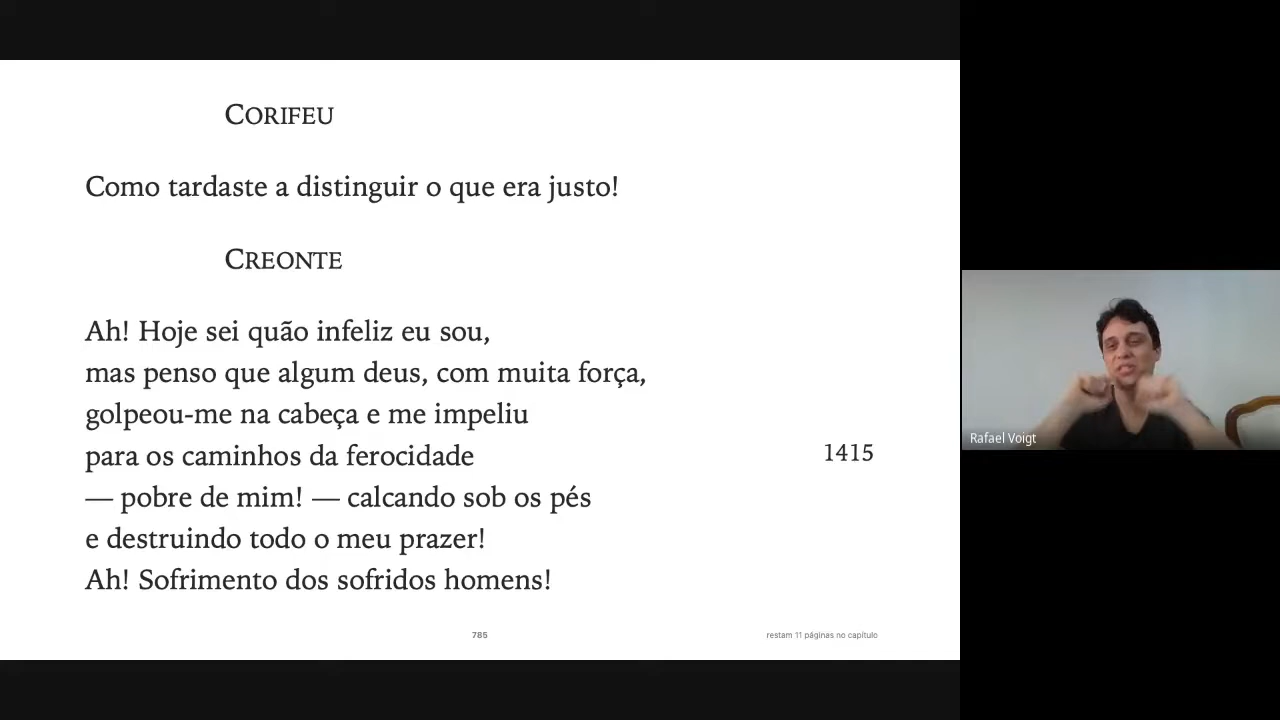 CORIFEU
Como tardaste a distinguir o que era justo!
CREONTE
Ah! Hoje sei quão infeliz eu sou,
mas penso que algum deus, com muita força,
golpeou-me na cabeça e me impeliu
para os caminhos da ferocidade
1415
— pobre de mim! — calcando sob os pés
e destruindo todo o meu prazer!
Ah! Sofrimento dos sofridos homens!
785
restam 11 páginas no capítulo
Rafael Voigt